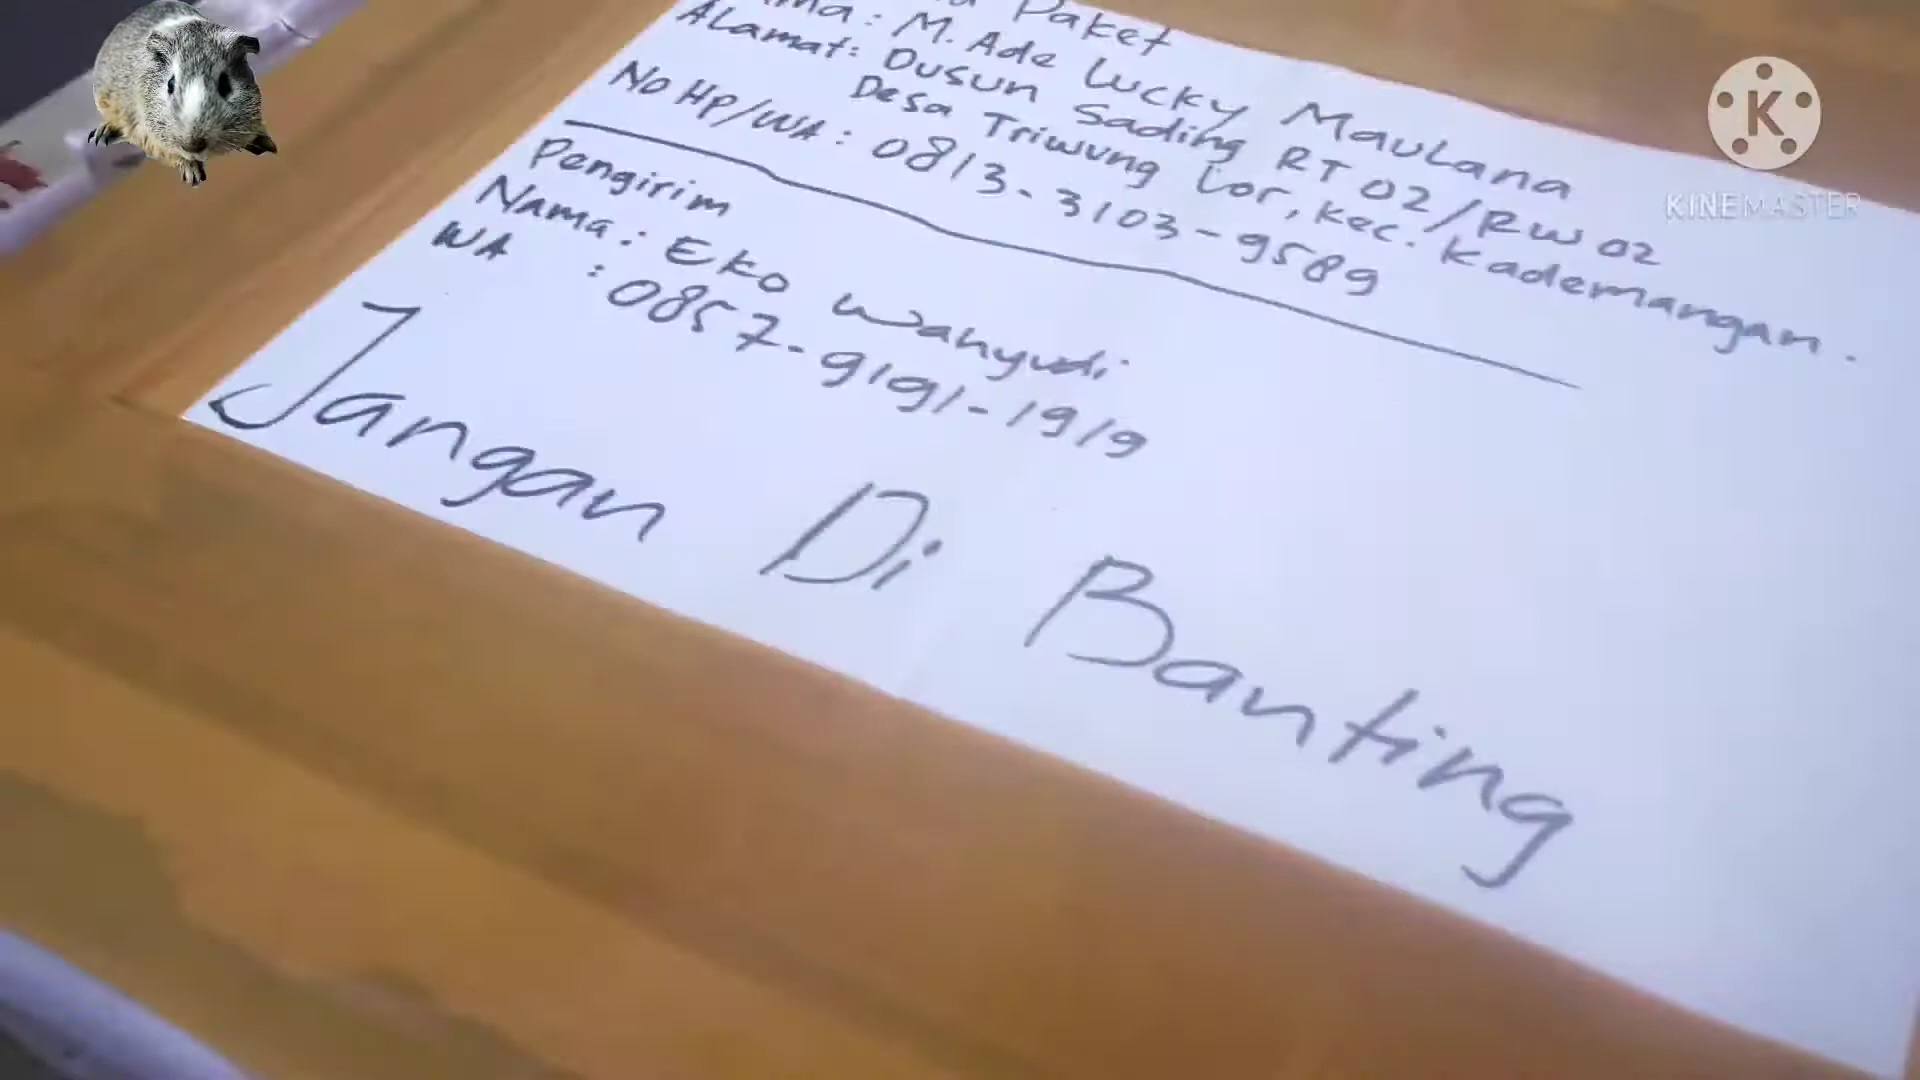 Paket
M. Ade Lucky Maulana
Alamat: Dusun Sading RT 02/RW 02
Desa Triwung Lor, Kec. Kademangan.
No HP/WA: 0813-3103-9589
Pengirim
Nama: Eko Wahyudi
WA : 0857-9191-1919
Jangan Di Banting
K
KINEMASTER